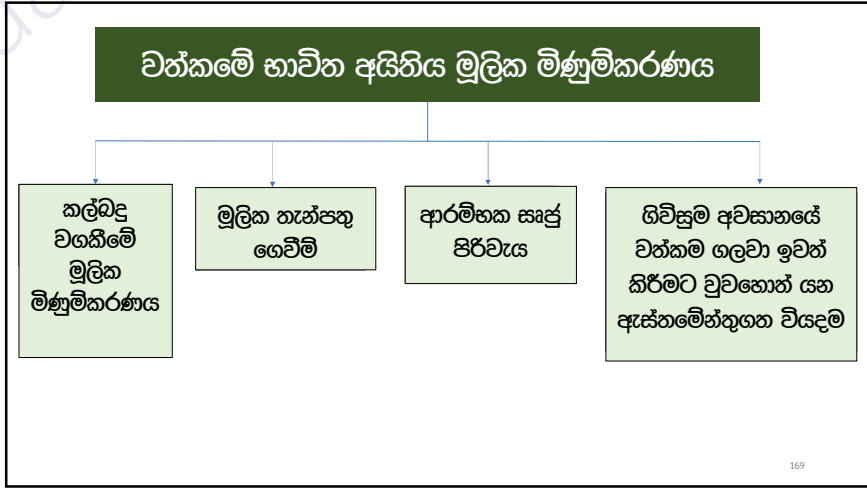 වත්කමේ භාවිත අයිතිය මූලික මිණුම්කරණය
කල්බදු
වගකීමේ
මූලික
මිණුම්කරණය
මූලික තැන්පතු
ගෙවීම්
ආරම්භක සෘජු
පිරිවැය
ගිවිසුම අවසානයේ
වත්කම ගලවා ඉවත්
කිරීමට වුවහොත් යන
ඇස්තමේන්තුගත වියදම
169